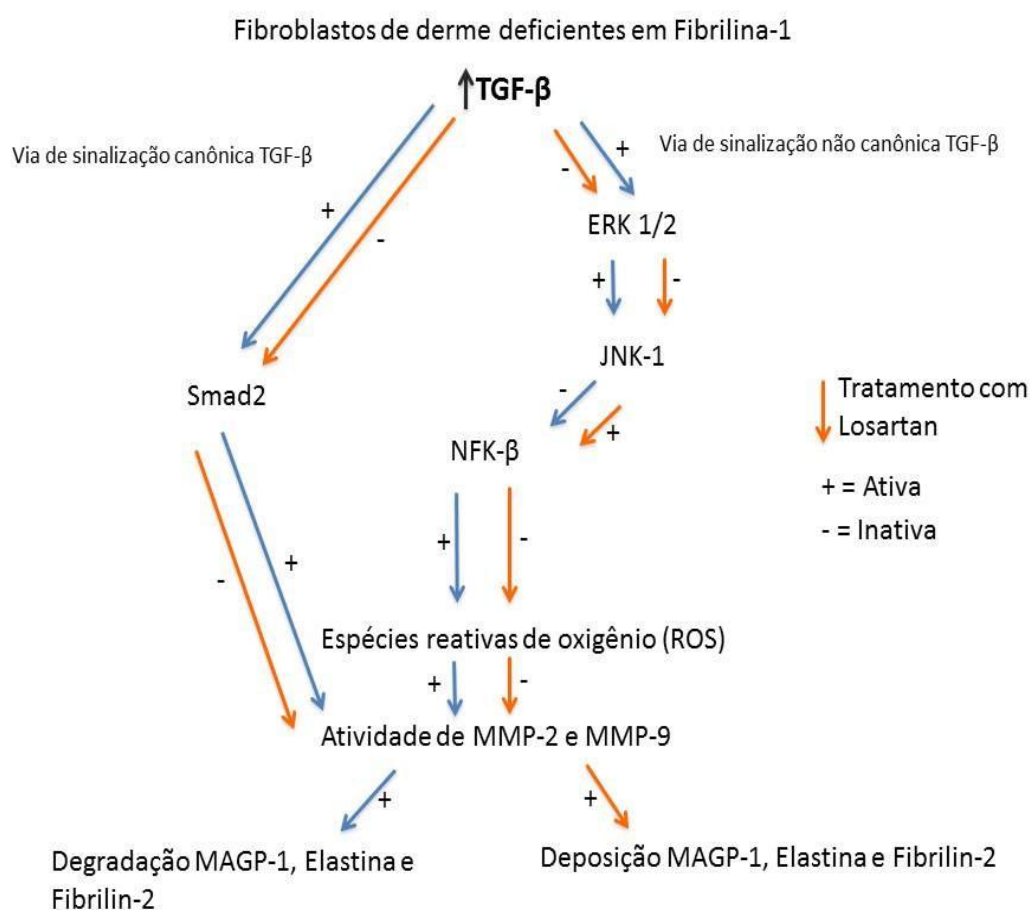 Fibroblastos de derme deficientes em Fibrilina-1
TGF-β
Via de sinalização canônica TGF-β
Via de sinalização não canônica TGF-β
+
-
-
+
ERK 1/2
+
-
JNK-1
-
+
Smad2
NFK-β
Tratamento com
Losartan
+ = Ativa
- = Inativa
-
+
+
-
Espécies reativas de oxigênio (ROS)
+
-
Atividade de MMP-2 e MMP-9
+
+
Degradação MAGP-1, Elastina e
Fibrilin-2
Deposição MAGP-1, Elastina e Fibrilin-2